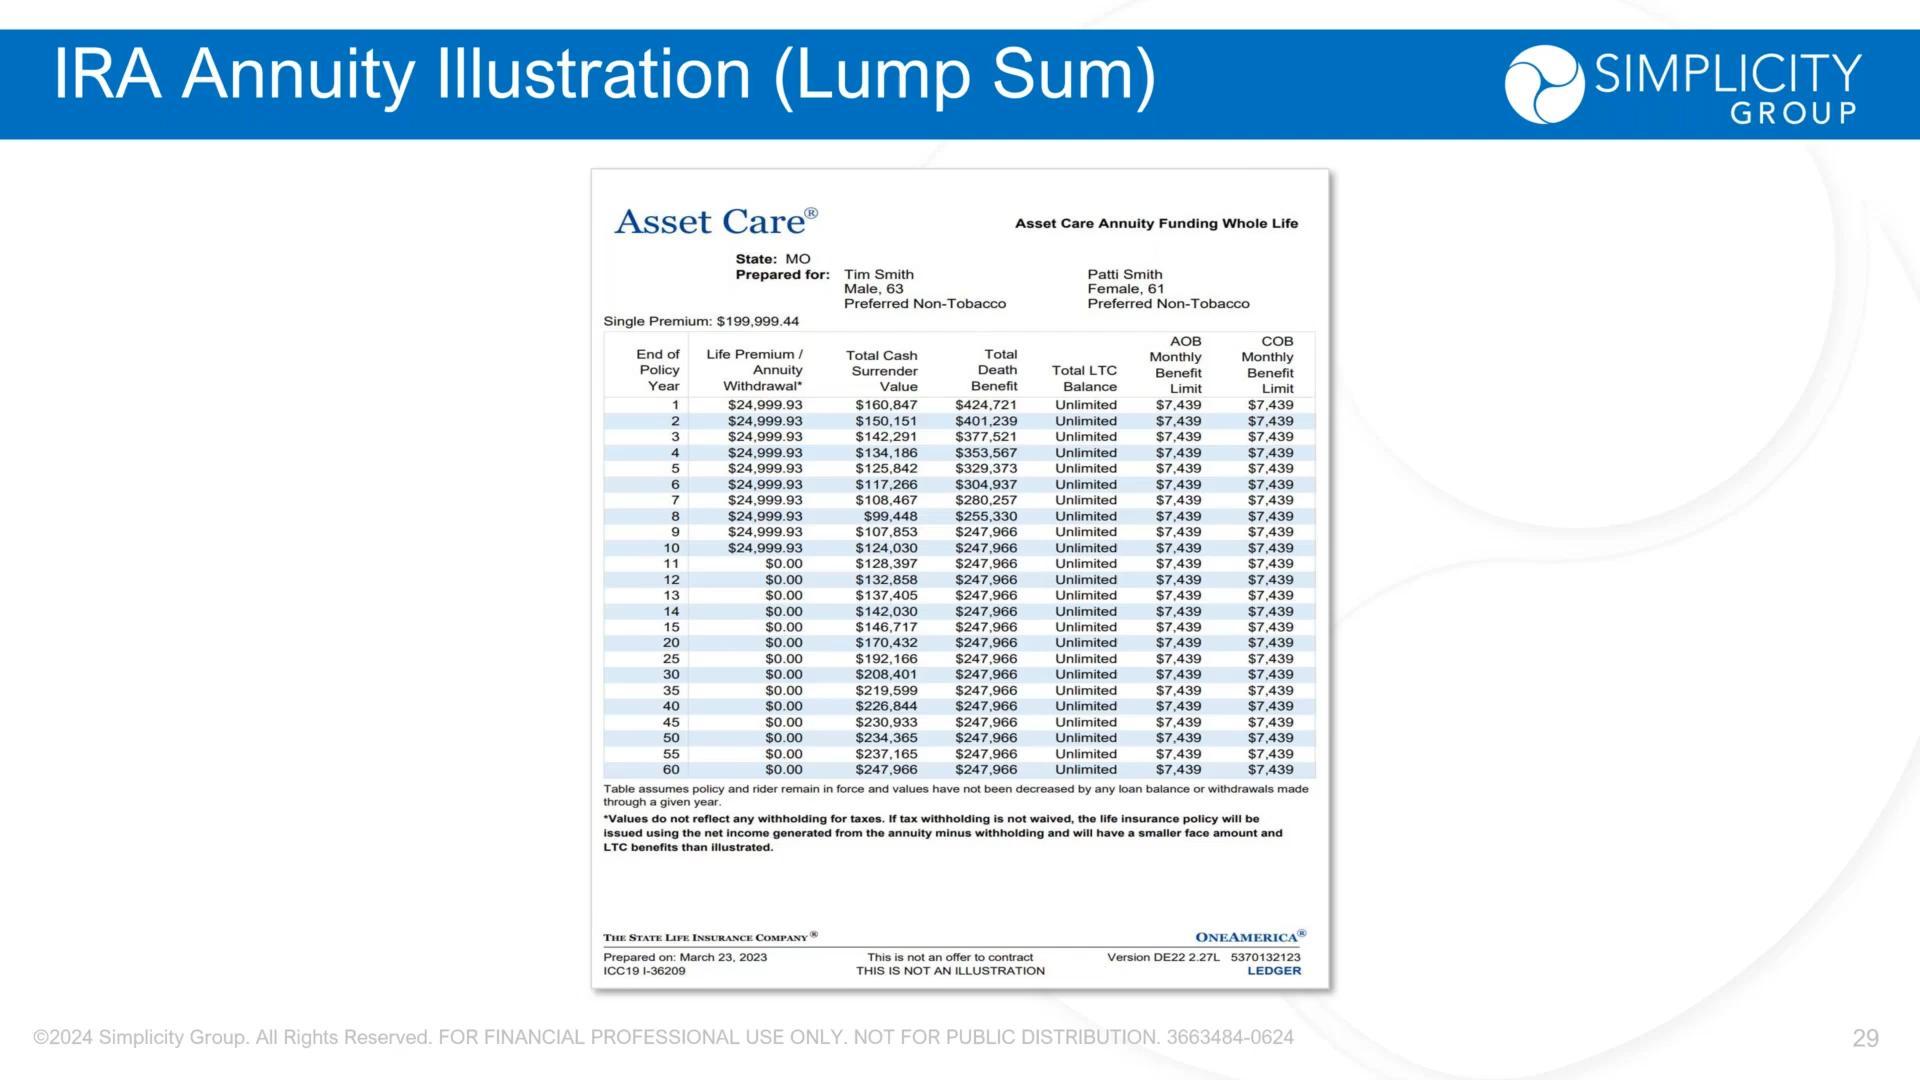 IRA Annuity Illustration (Lump Sum)
SIMPLICITY
GROUP
Asset Care®
Asset Care Annuity Funding Whole Life
State: MO
Prepared for: Tim Smith Patti Smith
Male, 63 Female, 61
Preferred Non-Tobacco Preferred Non-Tobacco
Single Premium: $199,999.44
AOB COB
End of Life Premium / Total Cash Total Monthly Monthly
Policy Annuity Surrender Death Total LTC Benefit Benefit
Year Withdrawal* Value Benefit Balance Limit Limit
1 $24,999.93 $160,847 $424,721 Unlimited $7,439 $7,439
2 $24,999.93 $150,151 $401,239 Unlimited $7,439 $7,439
3 $24,999.93 $142,291 $377,521 Unlimited $7,439 $7,439
4 $24,999.93 $134,186 $353,567 Unlimited $7,439 $7,439
5 $24,999.93 $125,842 $329,373 Unlimited $7,439 $7,439
6 $24,999.93 $117,266 $304,937 Unlimited $7,439 $7,439
7 $24,999.93 $108,467 $280,257 Unlimited $7,439 $7,439
8 $24,999.93 $99,448 $255,330 Unlimited $7,439 $7,439
9 $24,999.93 $107,853 $247,966 Unlimited $7,439 $7,439
10 $24,999.93 $124,030 $247,966 Unlimited $7,439 $7,439
11 $0.00 $128,397 $247,966 Unlimited $7,439 $7,439
12 $0.00 $132,858 $247,966 Unlimited $7,439 $7,439
13 $0.00 $137,405 $247,966 Unlimited $7,439 $7,439
14 $0.00 $142,030 $247,966 Unlimited $7,439 $7,439
15 $0.00 $146,717 $247,966 Unlimited $7,439 $7,439
20 $0.00 $170,432 $247,966 Unlimited $7,439 $7,439
25 $0.00 $192,166 $247,966 Unlimited $7,439 $7,439
30 $0.00 $208,401 $247,966 Unlimited $7,439 $7,439
35 $0.00 $219,599 $247,966 Unlimited $7,439 $7,439
40 $0.00 $226,844 $247,966 Unlimited $7,439 $7,439
45 $0.00 $230,933 $247,966 Unlimited $7,439 $7,439
50 $0.00 $234,365 $247,966 Unlimited $7,439 $7,439
55 $0.00 $237,165 $247,966 Unlimited $7,439 $7,439
60 $0.00 $247,966 $247,966 Unlimited $7,439 $7,439
Table assumes policy and rider remain in force and values have not been decreased by any loan balance or withdrawals made
through a given year.
*Values do not reflect any withholding for taxes. If tax withholding is not waived, the life insurance policy will be
issued using the net income generated from the annuity minus withholding and will have a smaller face amount and
LTC benefits than illustrated.
THE STATE LIFE INSURANCE COMPANY® ONEAMERICA®
Prepared on: March 23, 2023 This is not an offer to contract Version DE22 2.27L 5370132123
ICC19 I-36209 THIS IS NOT AN ILLUSTRATION LEDGER
©2024 Simplicity Group. All Rights Reserved. FOR FINANCIAL PROFESSIONAL USE ONLY. NOT FOR PUBLIC DISTRIBUTION. 3663484-0624 29